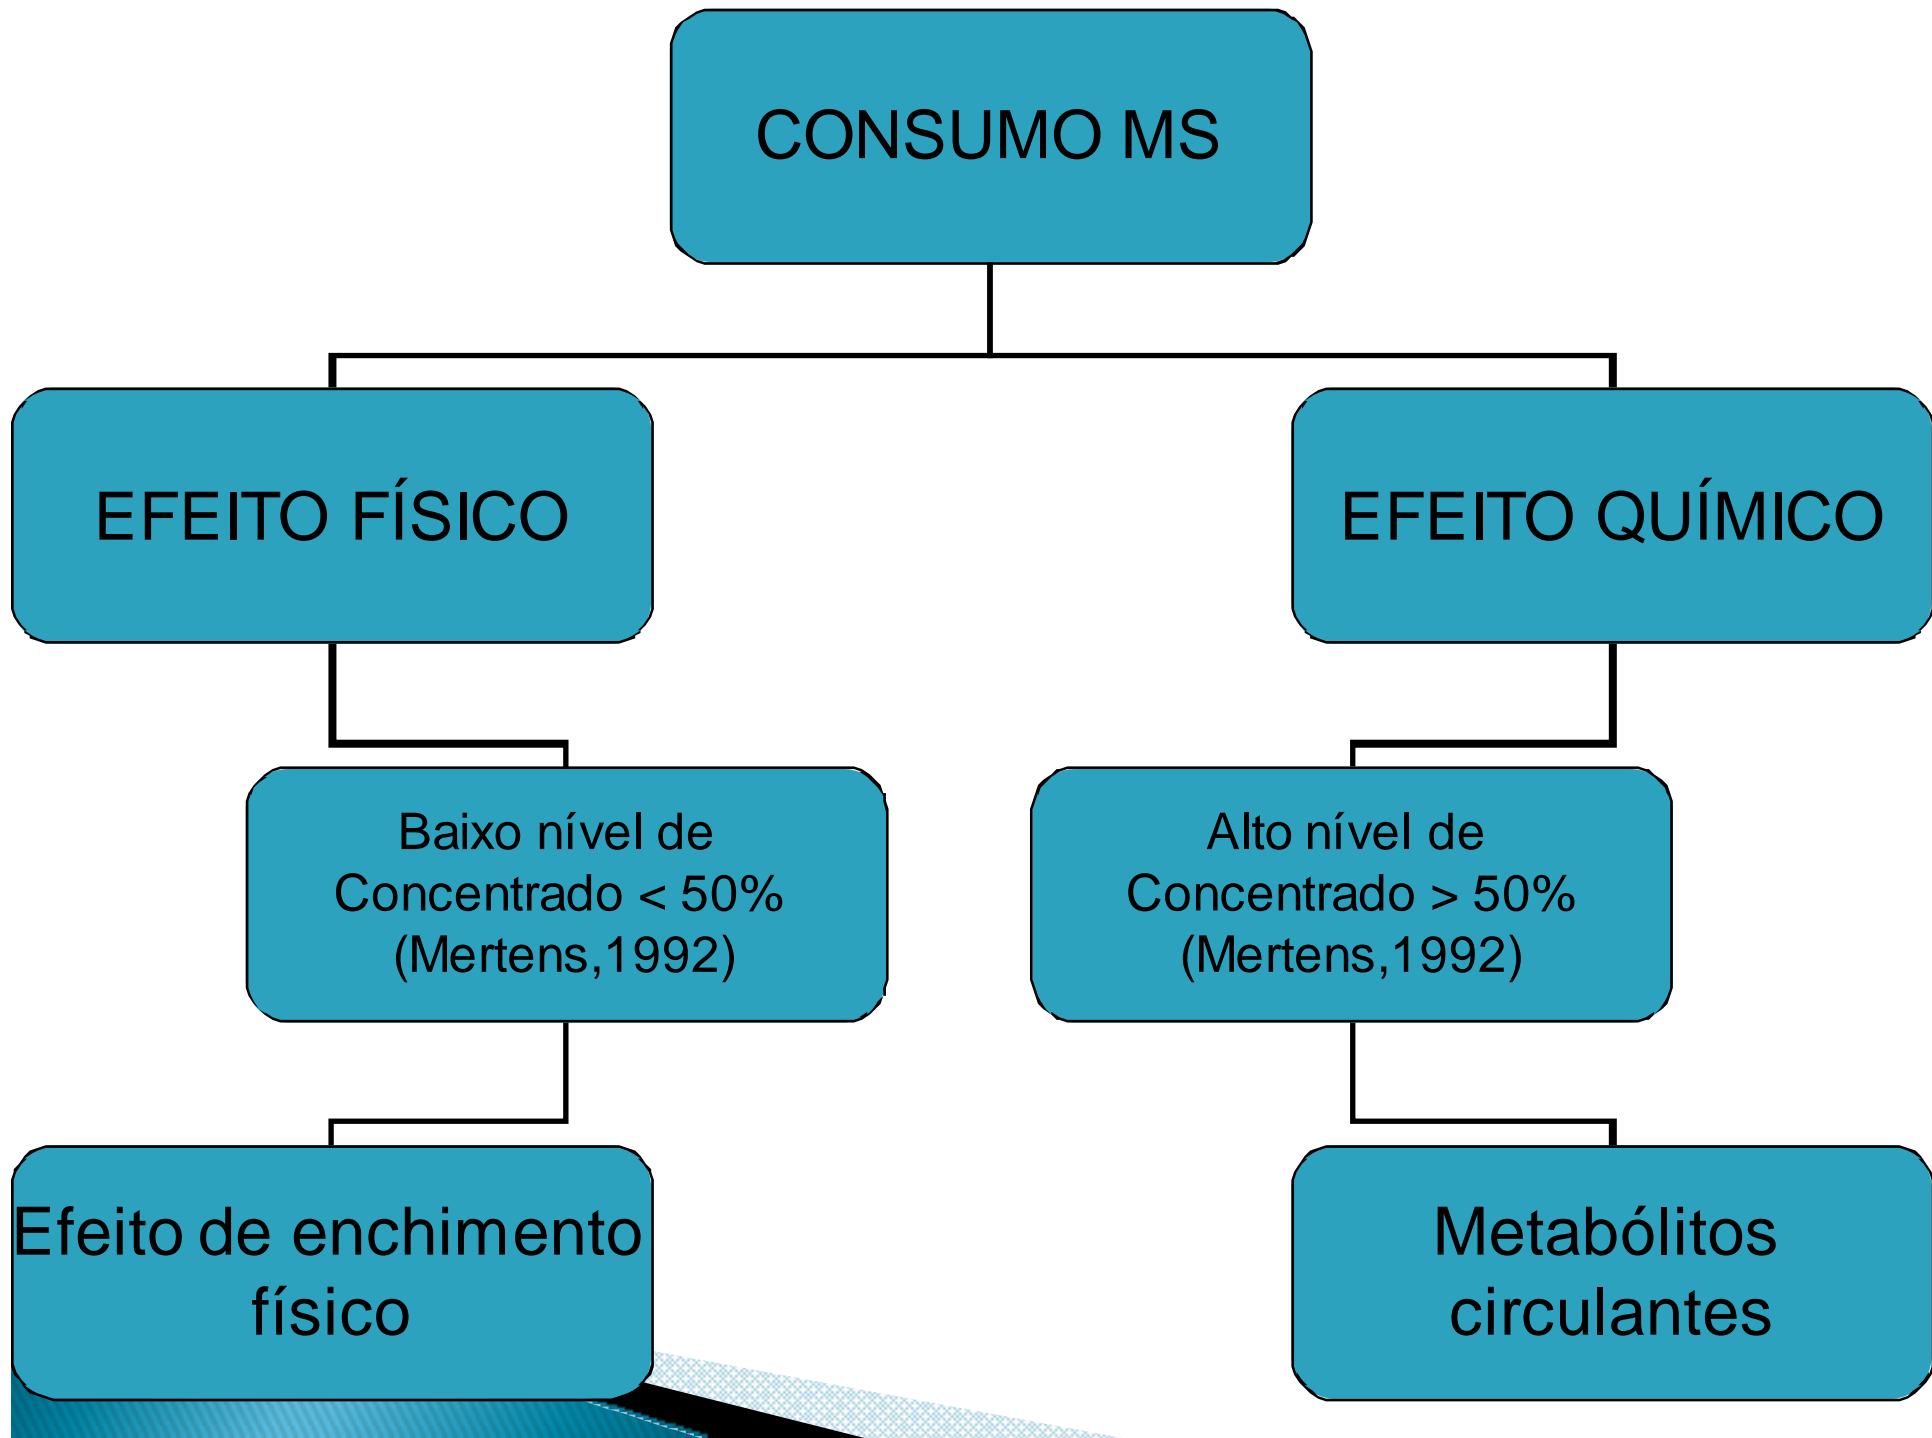 CONSUMO MS
EFEITO FÍSICO
EFEITO QUÍMICO
Baixo nível de
Concentrado < 50%
(Mertens,1992)
Alto nível de
Concentrado > 50%
(Mertens,1992)
Efeito de enchimento
físico
Metabólitos
circulantes